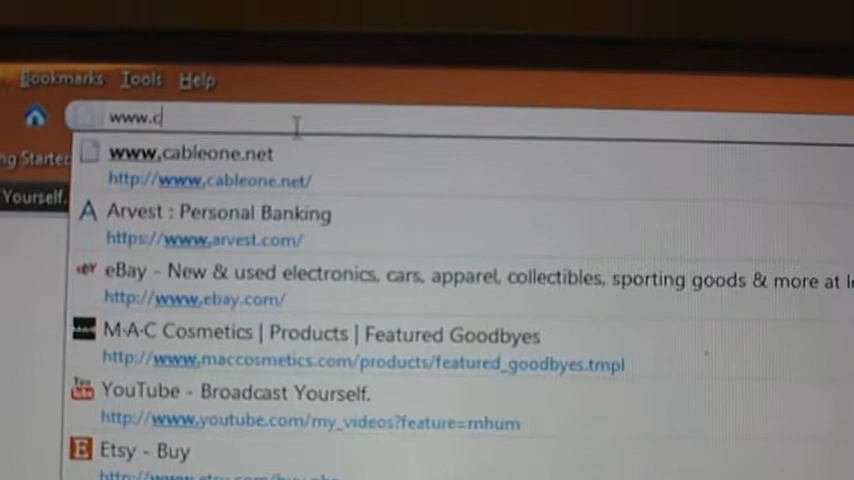 Bookmarks Tools Help
www.c
ng Started
www.cableone.net
http://www.cableone.net/
Yourself.
A Arvest : Personal Banking
https://www.arvest.com/
eBay - New & used electronics, cars, apparel, collectibles, sporting goods & more at
http://www.ebay.com/
M·A·C Cosmetics | Products | Featured Goodbyes
http://www.maccosmetics.com/products/featured_goodbyes.tmpl
You Tube YouTube - Broadcast Yourself.
http://www.youtube.com/my_videos?feature=mhum
E Etsy - Buy